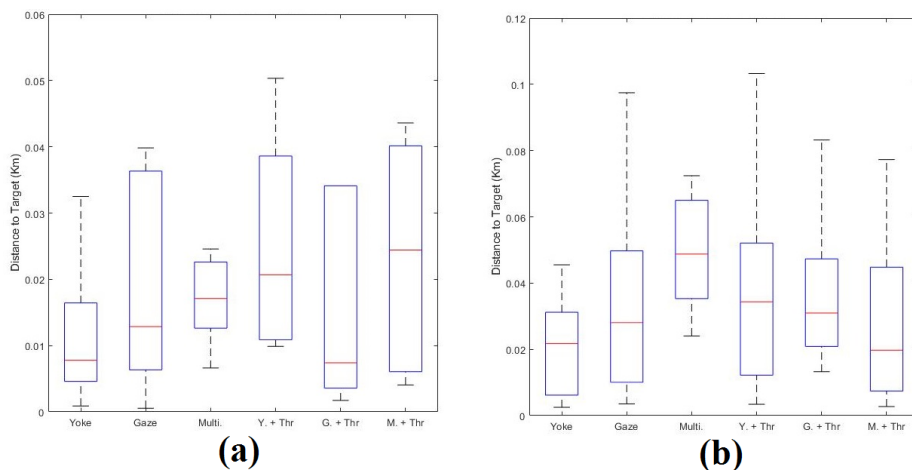 0.06
0.05
0.04
0.03
0.02
0.01
0
Distance to Target (Km)
Yoke Gaze Multi. Y. + Thr G. + Thr M. + Thr
(a)
0.12
0.1
0.08
0.06
0.04
0.02
0
Distance to Target (Km)
Yoke Gaze Multi. Y. + Thr G. + Thr M. + Thr
(b)